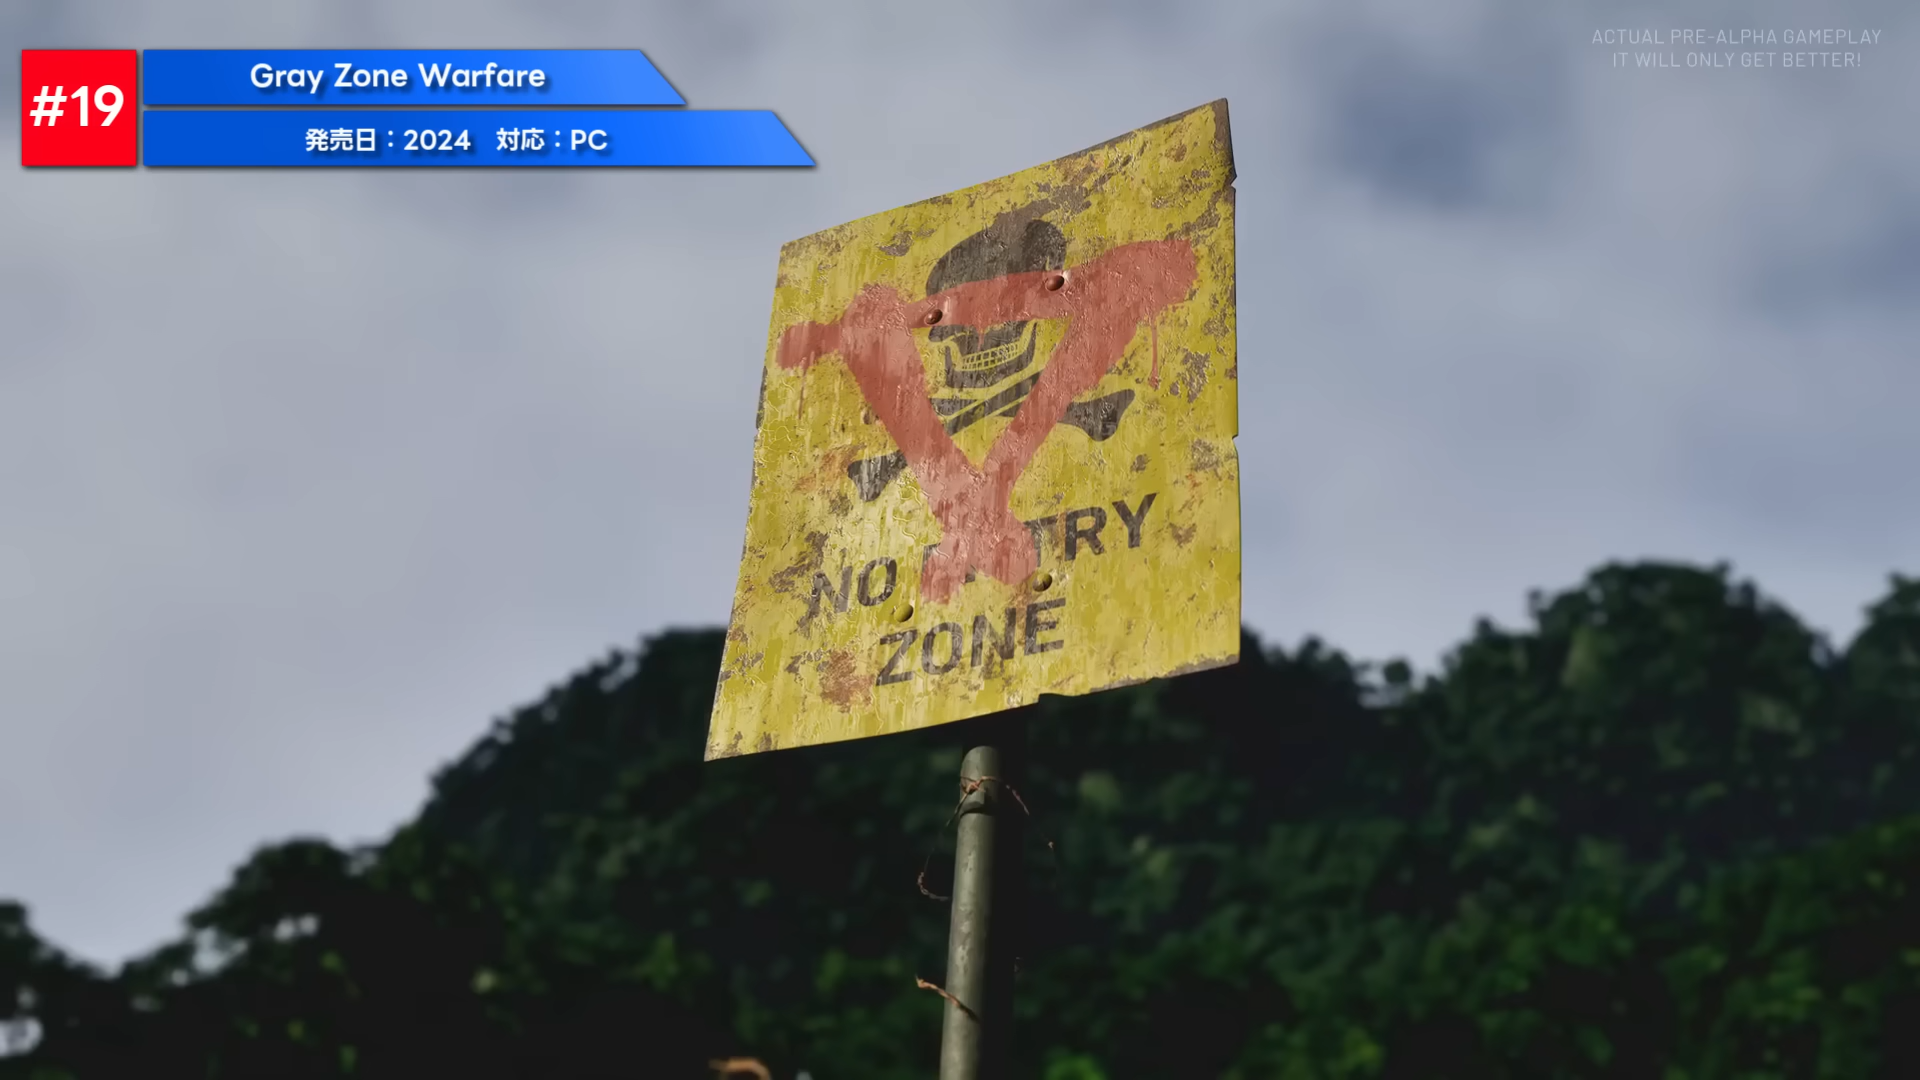 #19
Gray Zone Warfare
発売日：2024 対応：PC
ACTUAL PRE-ALPHA GAMEPLAY
IT WILL ONLY GET BETTER!
NO ENTRY
ZONE